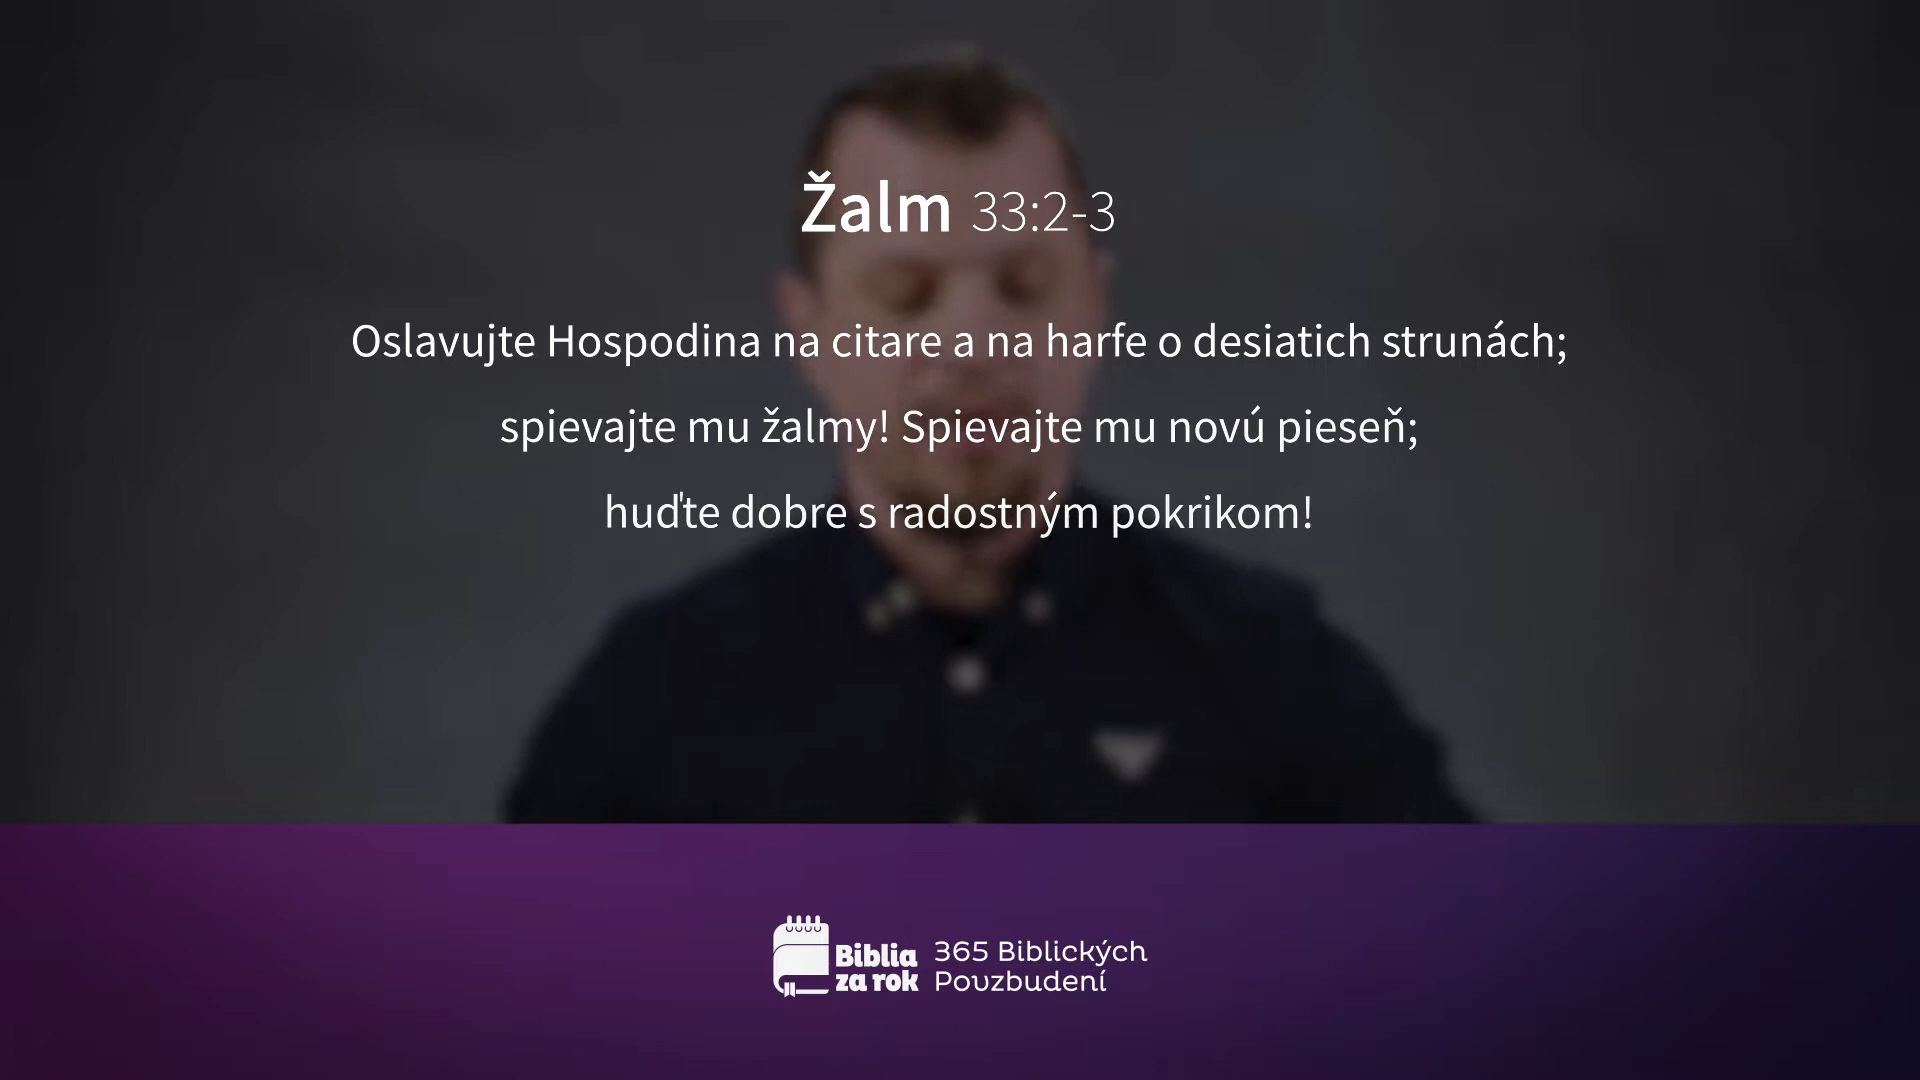 Žalm 33:2-3
Oslavujte Hospodina na citare a na harfe o desiatich strunách;
spievajte mu žalmy! Spievajte mu novú pieseň;
huďte dobre s radostným pokrikom!
Biblia
za rok
365 Biblických
Povzbudení